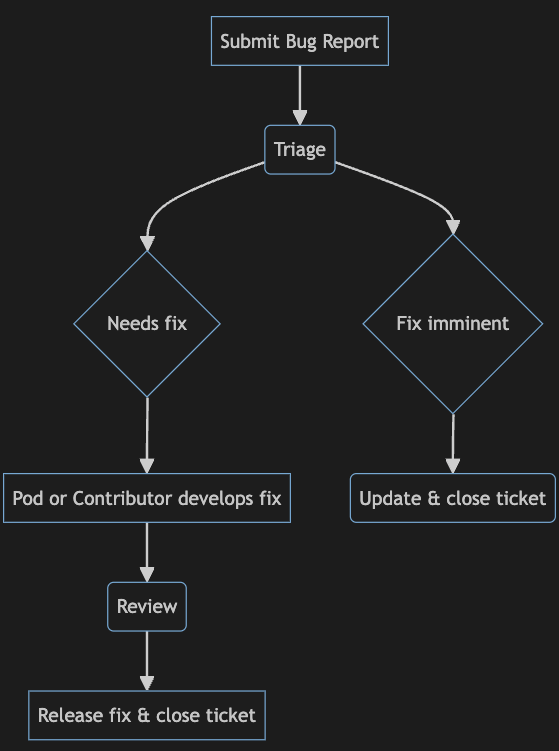 Submit Bug Report
Triage
Needs fix
Fix imminent
Pod or Contributor develops fix
Update & close ticket
Review
Release fix & close ticket